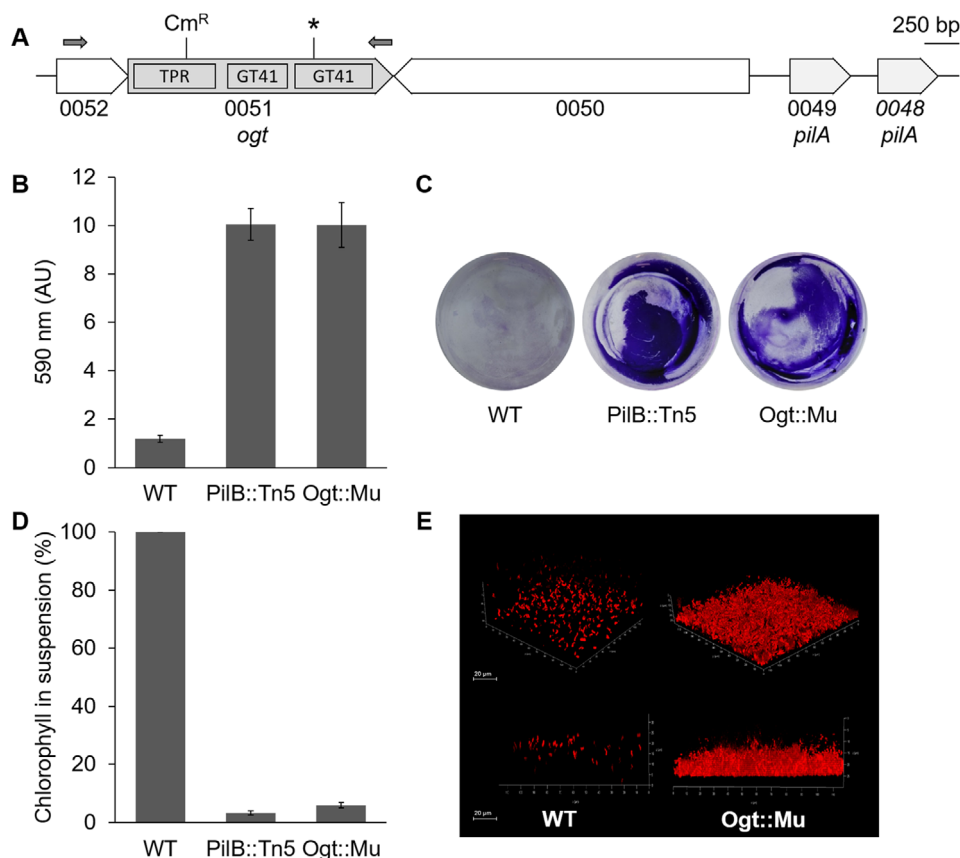 A
Cm^R
*
250 bp
TPR
GT41
GT41
0052
0051
0050
0049
0048
ogt
pilA
pilA
B
12
10
8
6
4
2
0
590 nm (AU)
WT
PilB::Tn5
Ogt::Mu
C
WT
PilB::Tn5
Ogt::Mu
D
100
80
60
40
20
0
Chlorophyll in suspension (%)
WT
PilB::Tn5
Ogt::Mu
E
20 µm
20 µm
WT
Ogt::Mu